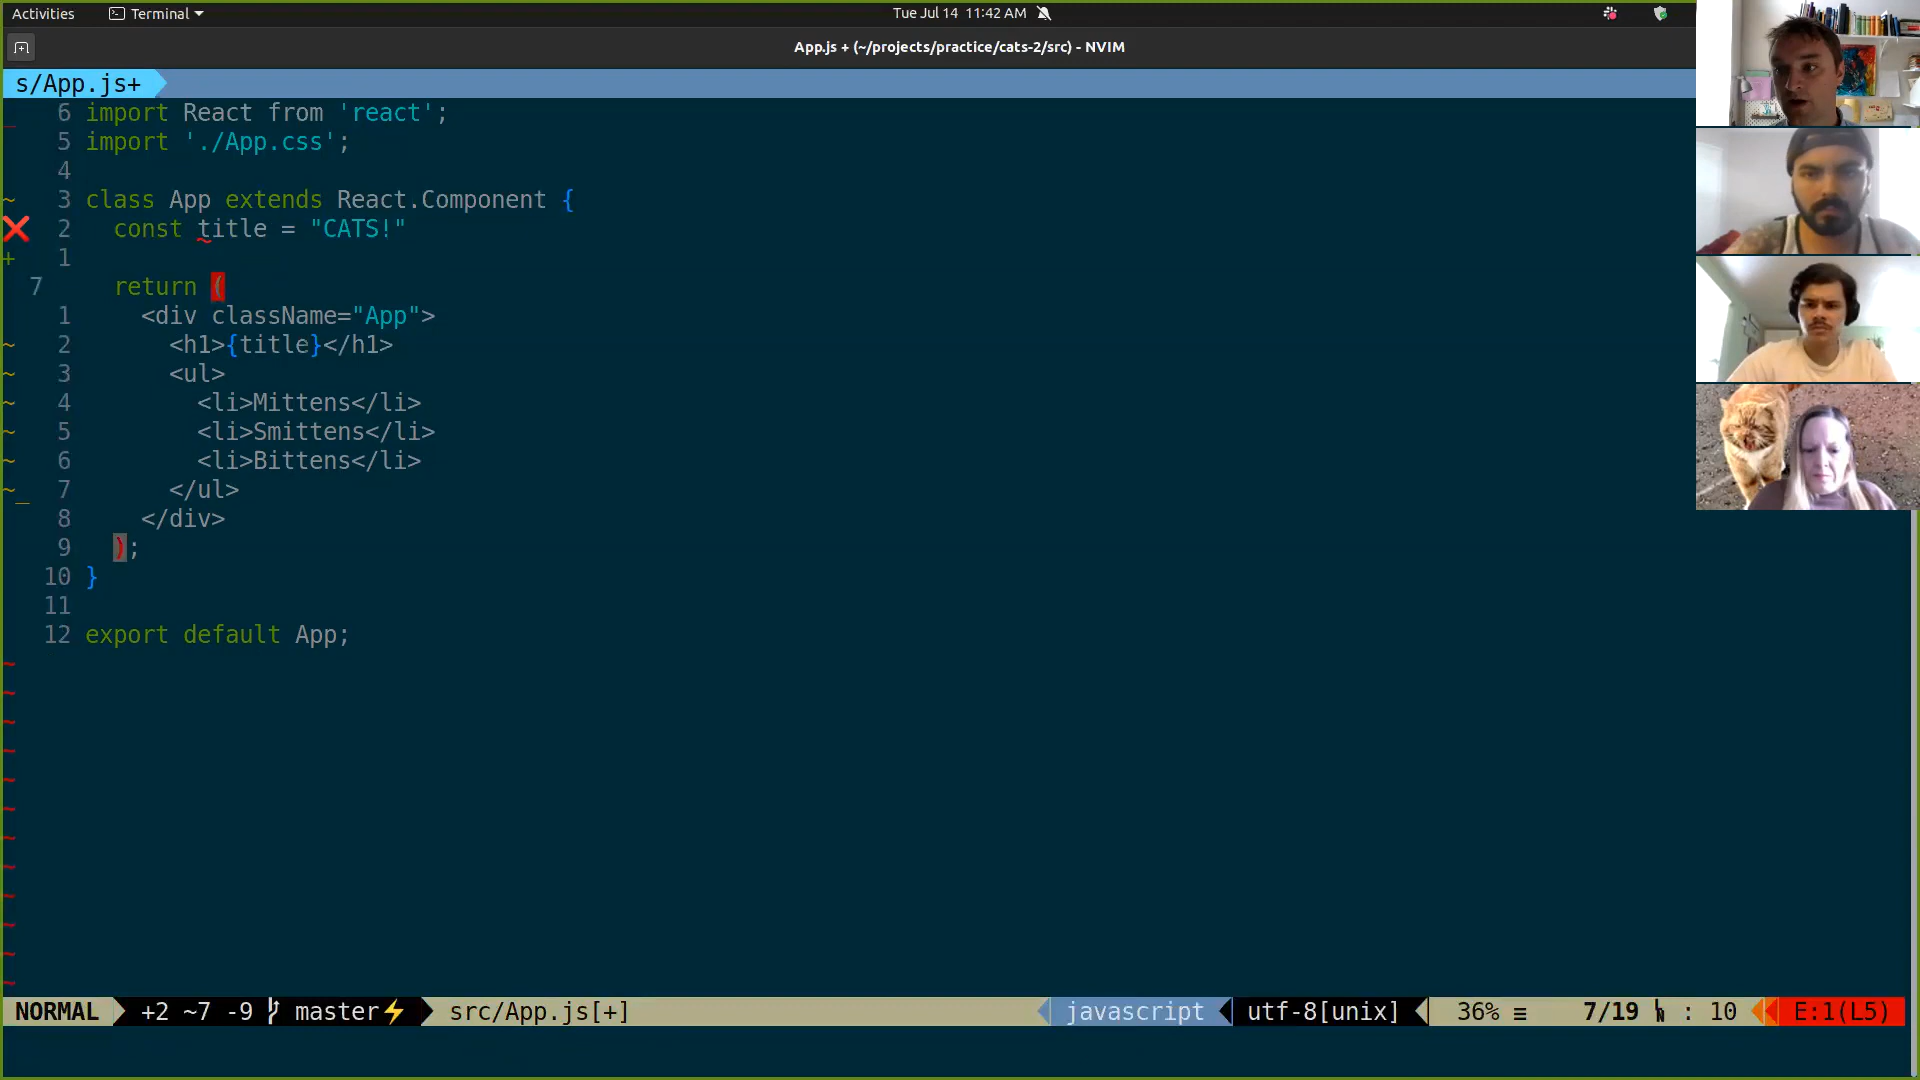 Activities Terminal Tue Jul 14 11:42 AM
App.js + (~/projects/practice/cats-2/src) - NVIM
s/App.js+
6 import React from 'react';
5 import './App.css';
4
~ 3 class App extends React.Component {
2 const title = "CATS!"
+ 1
7 return (
1 <div className="App">
~ 2 <h1>{title}</h1>
~ 3 <ul>
~ 4 <li>Mittens</li>
~ 5 <li>Smittens</li>
~ 6 <li>Bittens</li>
~_ 7 </ul>
8 </div>
9 );
10 }
11
12 export default App;
~
~
~
~
~
~
~
~
~
~
~
~
NORMAL +2 ~7 -9 master⚡ src/App.js[+] javascript utf-8[unix] 36% ≡ 7/19 : 10 E:1(L5)